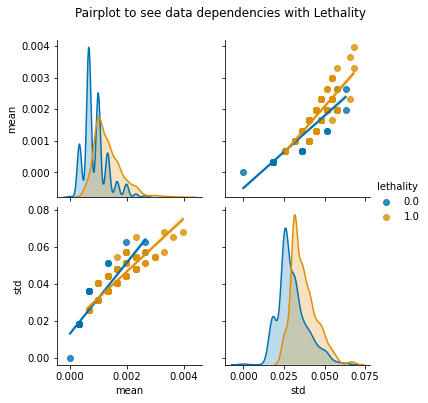 Pairplot to see data dependencies with Lethality
0.004
0.003
0.002
0.001
0.000
mean
lethality
0.0
1.0
0.08
0.06
0.04
0.02
0.00
std
0.000 0.002 0.004
mean
0.000 0.025 0.050 0.075
std